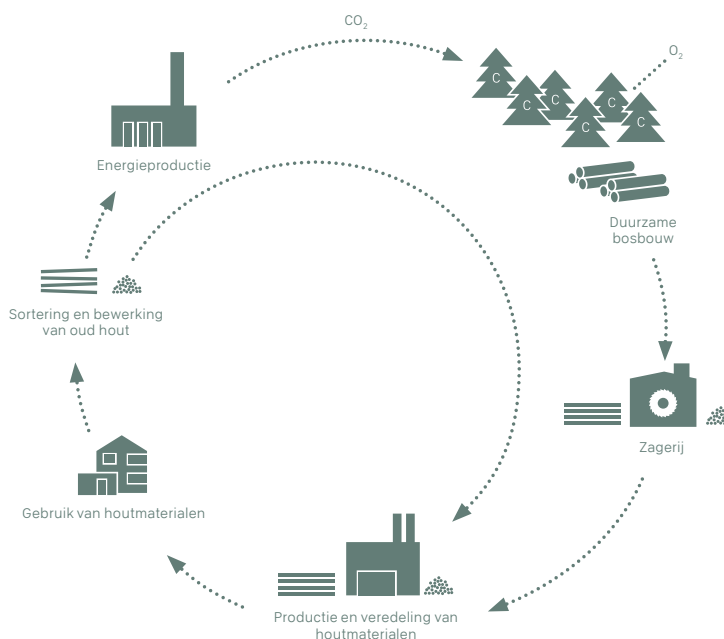 CO₂
O₂
C
C
C
C
C
C
Energieproductie
Duurzame
bosbouw
Sortering en bewerking
van oud hout
Zagerij
Gebruik van houtmaterialen
Productie en veredeling van
houtmaterialen